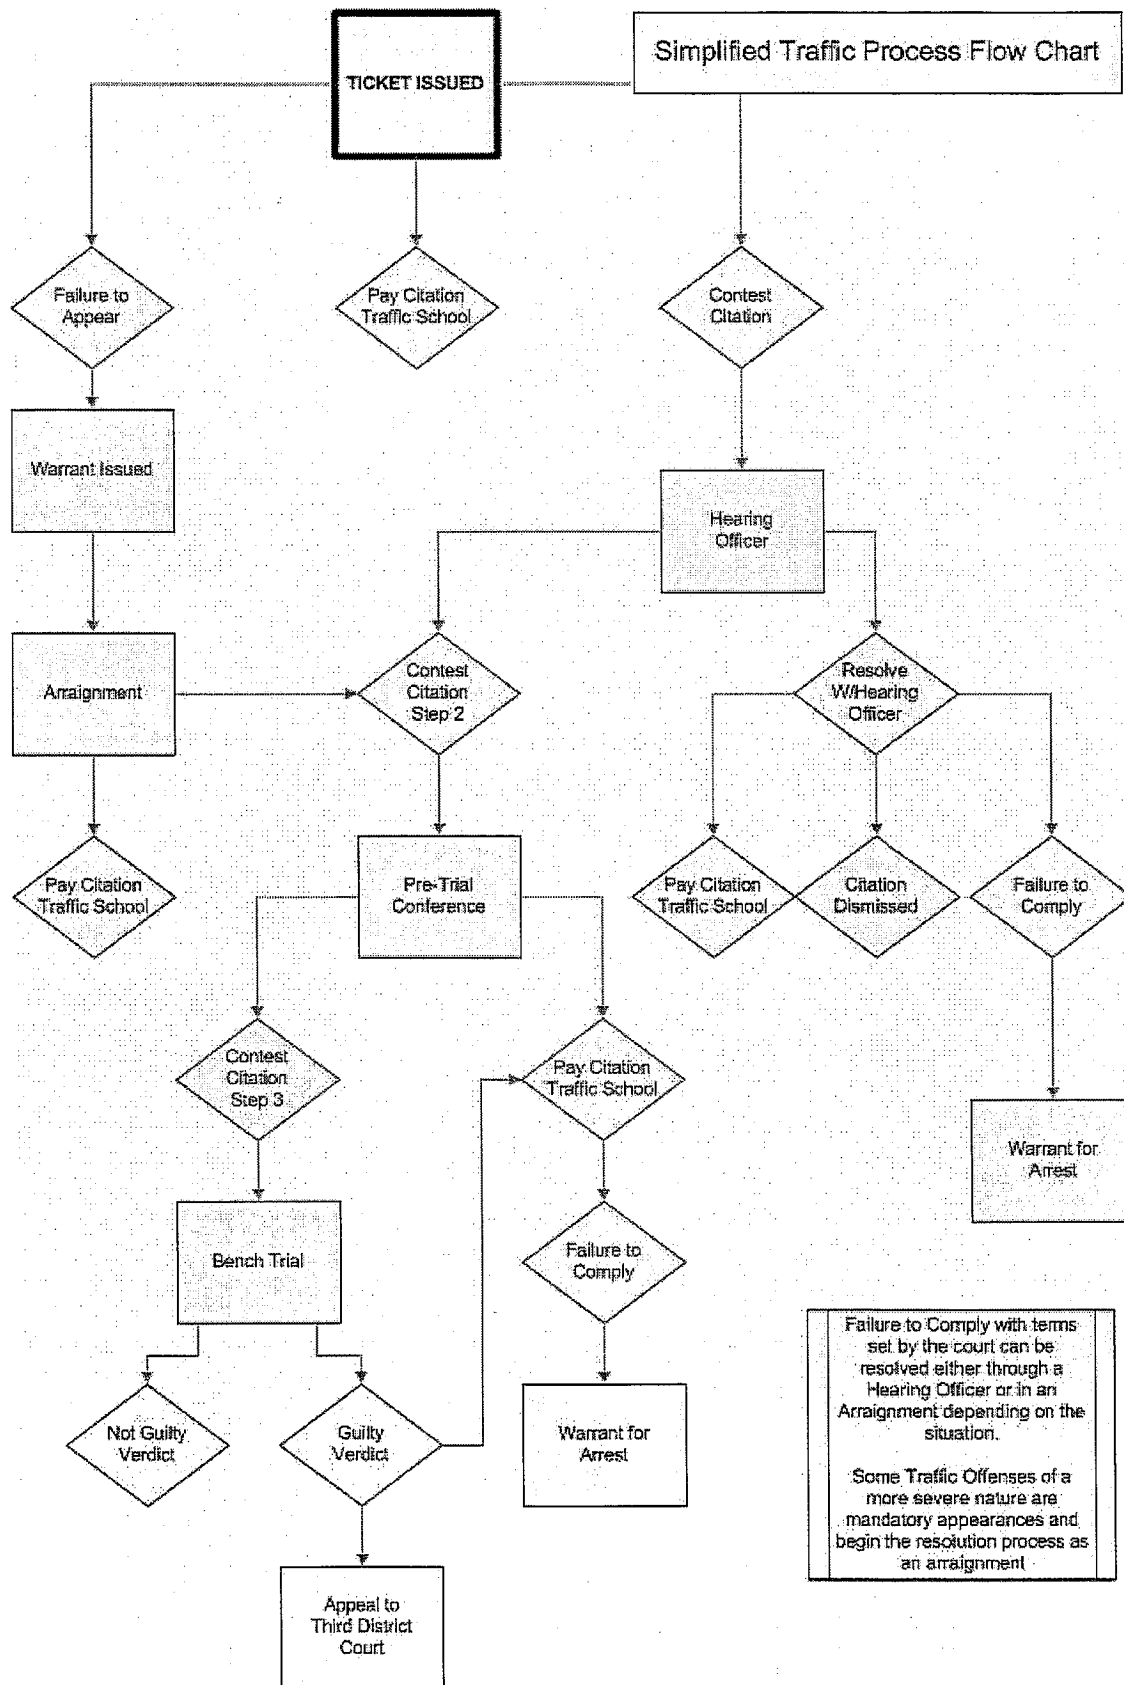 TICKET ISSUED
Simplified Traffic Process Flow Chart
Failure to
Appear
Pay Citation
Traffic School
Contest
Citation
Warrant Issued
Hearing
Officer
Arraignment
Contest
Citation
Step 2
Resolve
W/Hearing
Officer
Pay Citation
Traffic School
Pre-Trial
Conference
Pay Citation
Traffic School
Citation
Dismissed
Failure to
Comply
Contest
Citation
Step 3
Pay Citation
Traffic School
Warrant for
Arrest
Bench Trial
Failure to
Comply
Failure to Comply with terms
set by the court can be
resolved either through a
Hearing Officer or in an
Arraignment depending on the
situation.
Some Traffic Offenses of a
more severe nature are
mandatory appearances and
begin the resolution process as
an arraignment
Not Guilty
Verdict
Guilty
Verdict
Warrant for
Arrest
Appeal to
Third District
Court